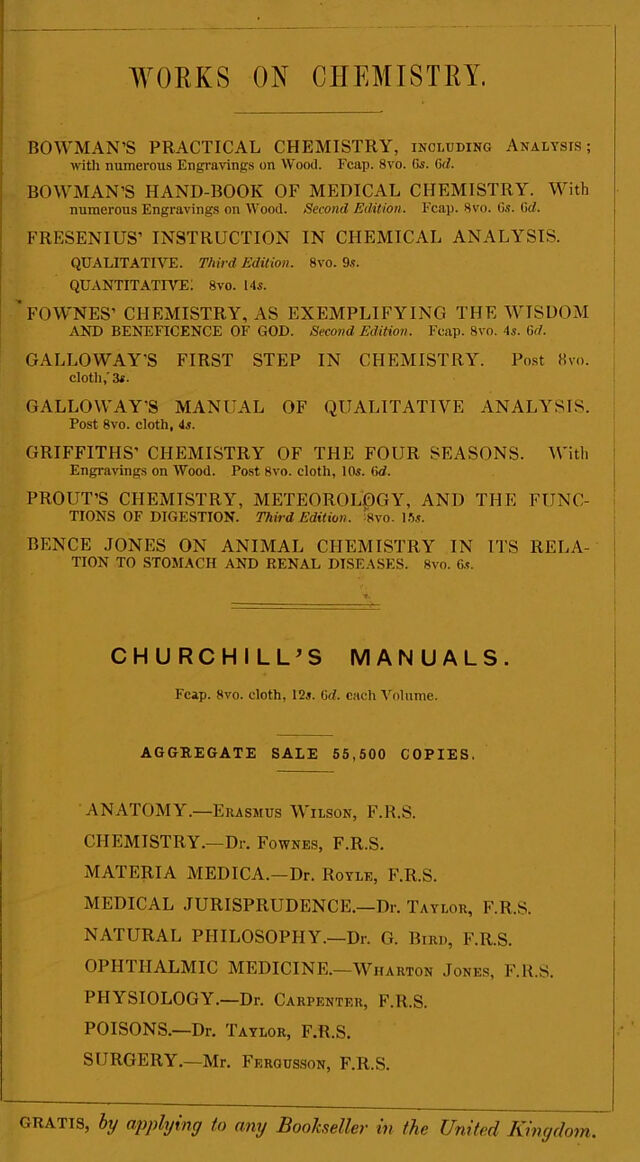 WORKS ON CHEMISTRY.
BOWMAN'S PRACTICAL CHEMISTRY, INCLUDING ANALYSIS;
with numerous Engravings on Wood. Fcap. 8vo. 6s. 6d.
BOWMAN'S HAND-BOOK OF MEDICAL CHEMISTRY. With
numerous Engravings on Wood. Second Edition. Fcap. 8vo. 6s. 6d.
FRESENIUS' INSTRUCTION IN CHEMICAL ANALYSIS.
QUALITATIVE. Third Edition. 8vo. 9s.
QUANTITATIVE. 8vo. 14s.
FOWNES' CHEMISTRY, AS EXEMPLIFYING THE WISDOM
AND BENEFICENCE OF GOD. Second Edition. Fcap. 8vo. 4s. 6d.
GALLOWAY'S FIRST STEP IN CHEMISTRY. Post 8vo.
cloth, 3s.
GALLOWAY'S MANUAL OF QUALITATIVE ANALYSIS.
Post 8vo. cloth, 4s.
GRIFFITHS' CHEMISTRY OF THE FOUR SEASONS. With
Engravings on Wood. Post 8vo. cloth, 10s. 6d.
PROUT'S CHEMISTRY, METEOROLOGY, AND THE FUNC-
TIONS OF DIGESTION. Third Edition. 8vo. 15s.
BENCE JONES ON ANIMAL CHEMISTRY IN ITS RELA-
TION TO STOMACH AND RENAL DISEASES. 8vo. 6s.
CHURCHILL'S MANUALS.
Fcap. 8vo. cloth, 12s. 6d. each Volume.
AGGREGATE SALE 55,500 COPIES.
ANATOMY.—ERASMUS WILSON, F.R.S.
CHEMISTRY.—Dr. FOWNES, F.R.S.
MATERIA MEDICA.—Dr. ROYLE, F.R.S.
MEDICAL JURISPRUDENCE.—Dr. TAYLOR, F.R.S.
NATURAL PHILOSOPHY.—Dr. G. BIRD, F.R.S.
OPHTHALMIC MEDICINE.—WHARTON JONES, F.R.S.
PHYSIOLOGY.—Dr. CARPENTER, F.R.S.
POISONS.—Dr. TAYLOR, F.R.S.
SURGERY.—Mr. FERGUSSON, F.R.S.
GRATIS, by applying to any Bookseller in the United Kingdom.